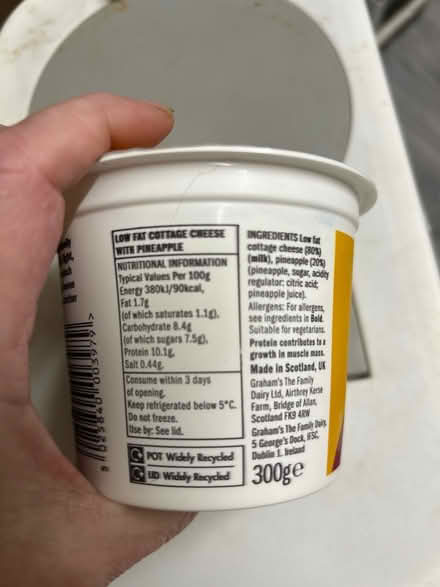 LOW FAT COTTAGE CHEESE
WITH PINEAPPLE
NUTRITIONAL INFORMATION
Typical Values Per 100g
Energy 380kJ/90kcal,
Fat 1.7g
(of which saturates 1.1g),
Carbohydrate 8.4g
(of which sugars 7.5g),
Protein 10.1g,
Salt 0.44g.
Consume within 3 days
of opening.
Keep refrigerated below 5°C.
Do not freeze.
Use by: See lid.
POT Widely Recycled
LID Widely Recycled
INGREDIENTS Low fat
cottage cheese (80%)
(milk), pineapple (20%)
(pineapple, sugar, acidity
regulator: citric acid;
pineapple juice).
Allergens: For allergens,
see ingredients in Bold.
Suitable for vegetarians.
Protein contributes to a
growth in muscle mass.
Made in Scotland, UK
Graham's The Family
Dairy Ltd, Airthrey Kerse
Farm, Bridge of Allan,
Scotland FK9 4RW
Graham's The Family Dairy,
5 George's Dock, IFSC,
Dublin 1. Ireland
300g e